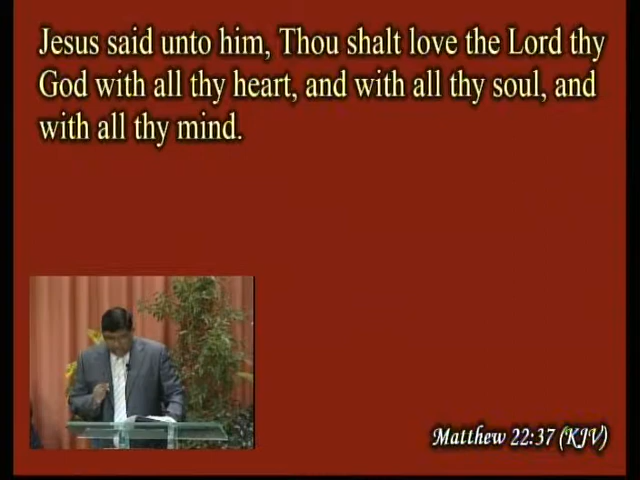 Jesus said unto him, Thou shalt love the Lord thy
God with all thy heart, and with all thy soul, and
with all thy mind.
Matthew 22:37 (KJV)